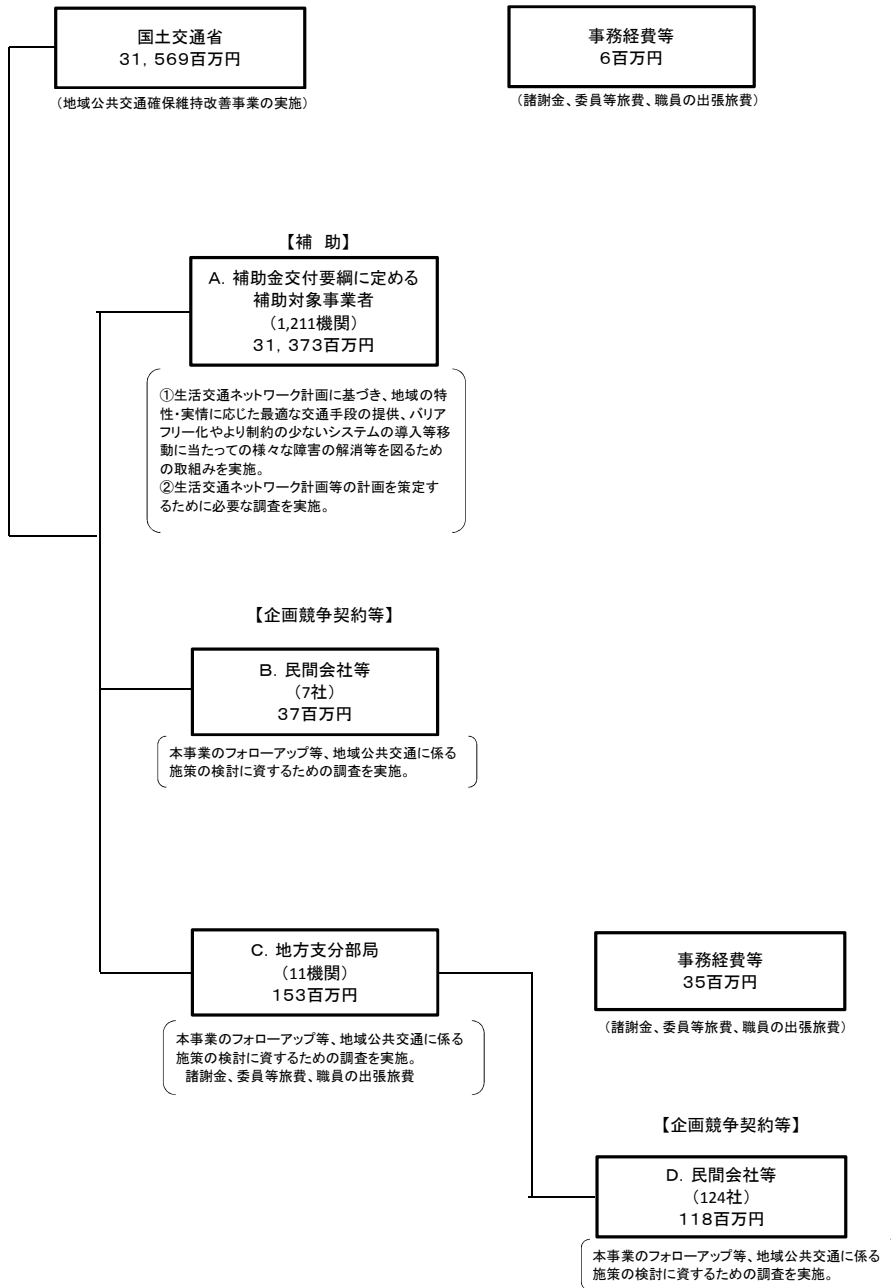 国土交通省
31,569百万円
(地域公共交通確保維持改善事業の実施)
事務経費等
6百万円
(諸謝金、委員等旅費、職員の出張旅費)
【補 助】
A. 補助金交付要綱に定める
補助対象事業者
(1,211機関)
31,373百万円
①生活交通ネットワーク計画に基づき、地域の特
性・実情に応じた最適な交通手段の提供、バリア
フリー化やより制約の少ないシステムの導入等移
動に当たっての様々な障害の解消等を図るため
の取組みを実施。
②生活交通ネットワーク計画等の計画を策定す
るために必要な調査を実施。
【企画競争契約等】
B. 民間会社等
(7社)
37百万円
本事業のフォローアップ等、地域公共交通に係る
施策の検討に資するための調査を実施。
C. 地方支分部局
(11機関)
153百万円
本事業のフォローアップ等、地域公共交通に係る
施策の検討に資するための調査を実施。
諸謝金、委員等旅費、職員の出張旅費
事務経費等
35百万円
(諸謝金、委員等旅費、職員の出張旅費)
【企画競争契約等】
D. 民間会社等
(124社)
118百万円
本事業のフォローアップ等、地域公共交通に係る
施策の検討に資するための調査を実施。